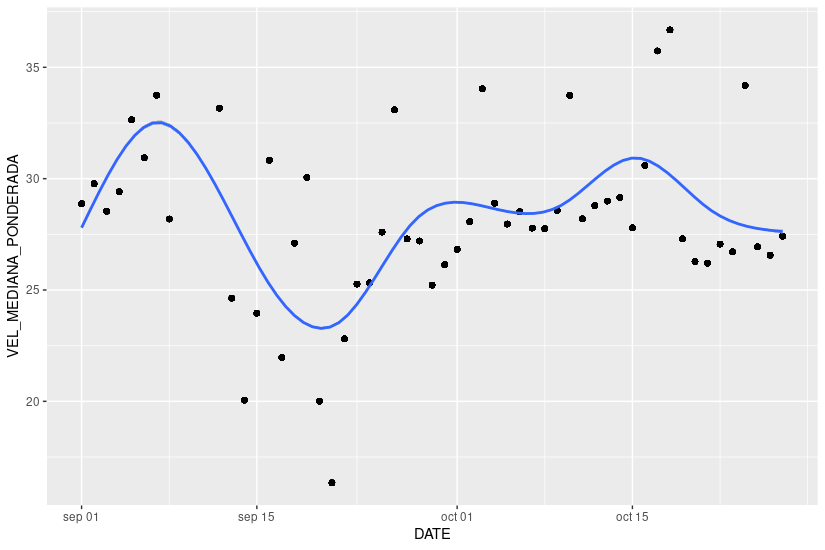 VEL_MEDIANA_PONDERADA
35
30
25
20
sep 01
sep 15
oct 01
oct 15
DATE